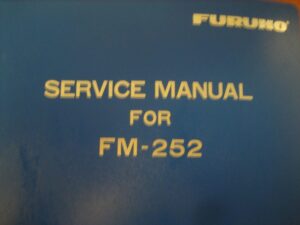 FURUNO
SERVICE MANUAL
FOR
FM-252